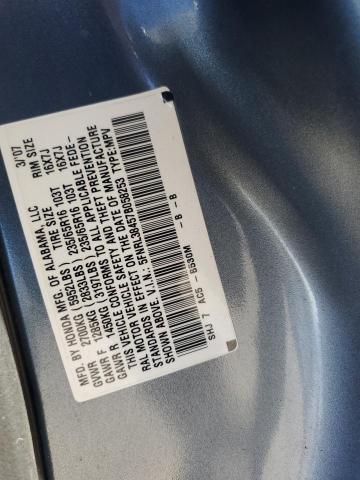 MFD. BY HONDA MFG. OF ALABAMA, LLC 3/07
GVWR 2700KG ( 5952LBS ) TIRE SIZE RIM SIZE
GAWR F 1285KG ( 2833LBS ) 235/65R16 103T 16X7J
GAWR R 1450KG ( 3197LBS ) 235/65R16 103T 16X7J
THIS VEHICLE CONFORMS TO ALL APPLICABLE FEDE-
RAL MOTOR VEHICLE SAFETY AND THEFT PREVENTION
STANDARDS IN EFFECT ON THE DATE OF MANUFACTURE
SHOWN ABOVE. V.I.N.: 5FNRL38457B058253 TYPE:MPV
SHJ 7 AC5 - B530M - B - B